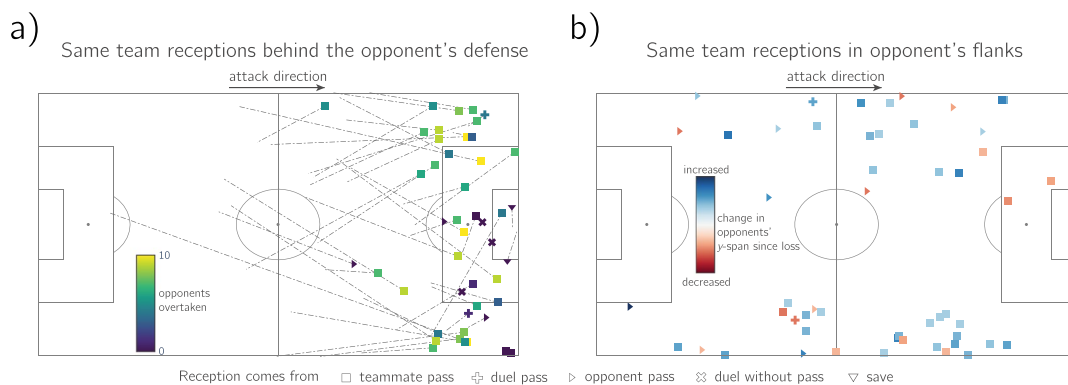 a)
Same team receptions behind the opponent's defense
attack direction
10
opponents
overtaken
0
b)
Same team receptions in opponent's flanks
attack direction
increased
change in
opponents'
y-span since loss
decreased
Reception comes from teammate pass duel pass opponent pass duel without pass save